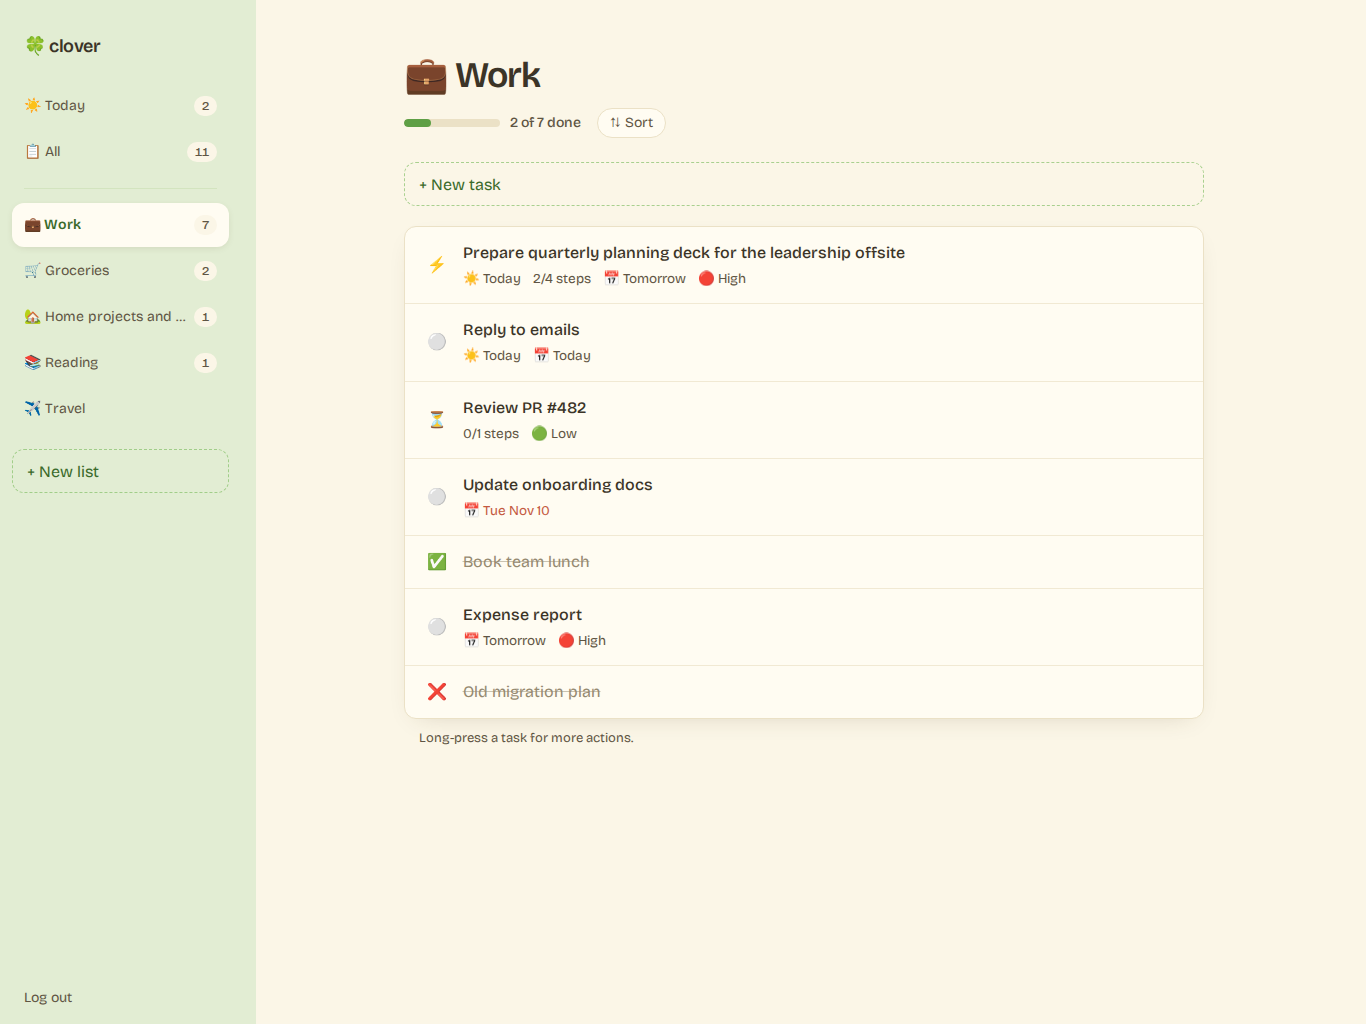 🍀 clover
☀️ Today 2
📋 All 11
💼 Work 7
🛒 Groceries 2
🏡 Home projects and ... 1
📚 Reading 1
✈️ Travel
+ New list
Log out
💼 Work
2 of 7 done ⇅ Sort
+ New task
⚡ Prepare quarterly planning deck for the leadership offsite
☀️ Today 2/4 steps 📅 Tomorrow 🔴 High
⚪ Reply to emails
☀️ Today 📅 Today
⏳ Review PR #482
0/1 steps 🟢 Low
⚪ Update onboarding docs
📅 Tue Nov 10
✅ Book team lunch
⚪ Expense report
📅 Tomorrow 🔴 High
❌ Old migration plan
Long-press a task for more actions.